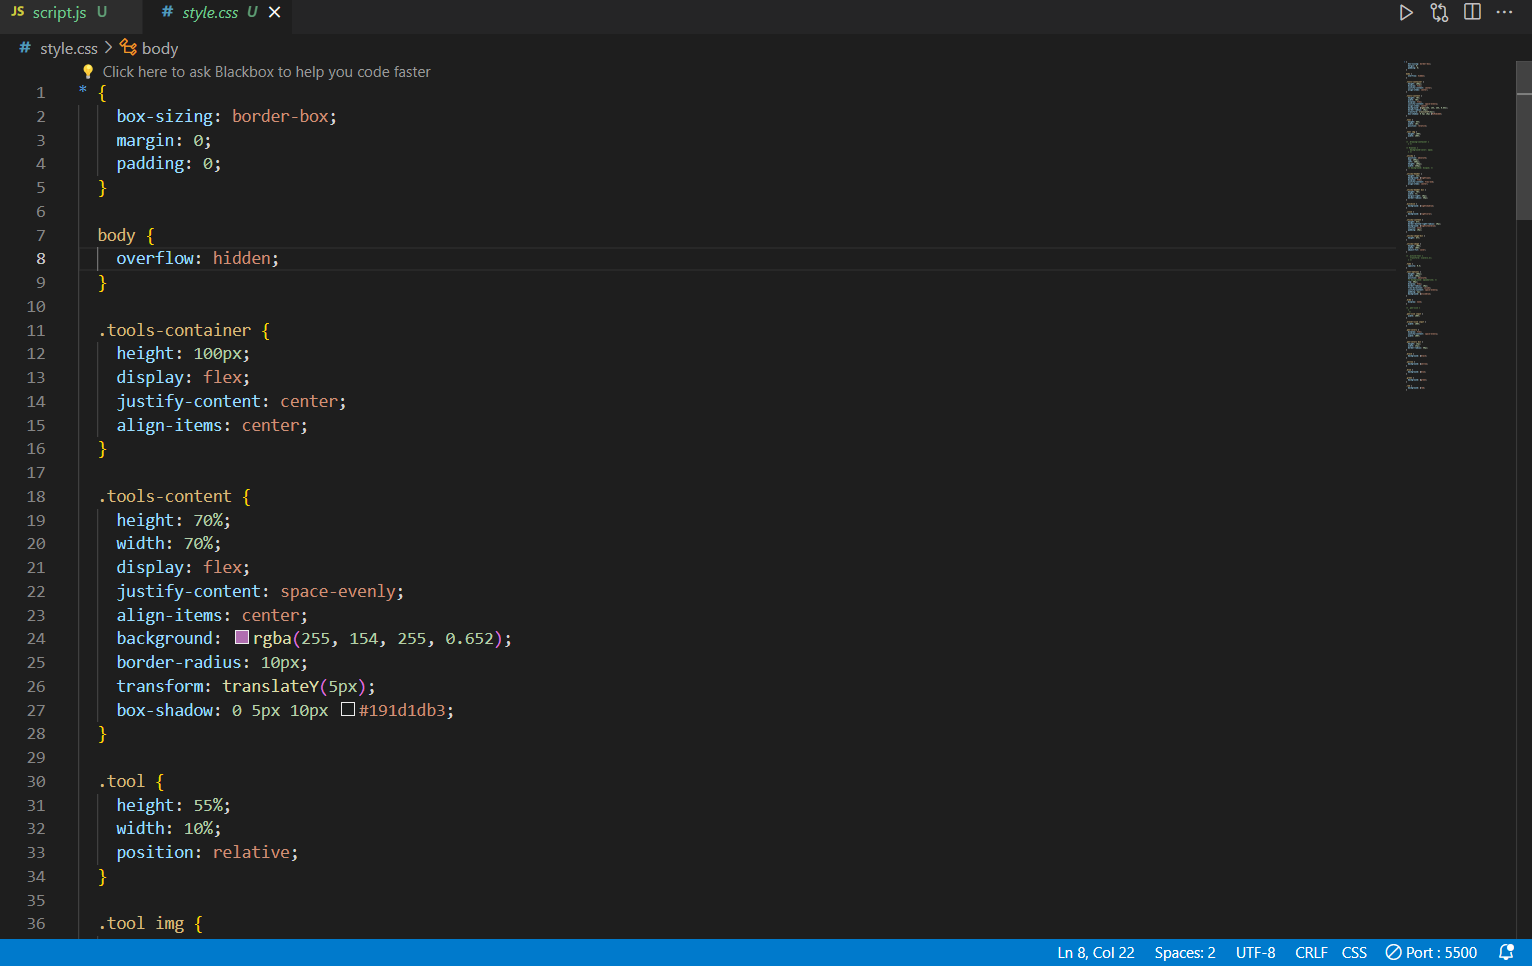 JS script.js U # style.css U
# style.css > body
Click here to ask Blackbox to help you code faster
1 * {
2 box-sizing: border-box;
3 margin: 0;
4 padding: 0;
5 }
6
7 body {
8 overflow: hidden;
9 }
10
11 .tools-container {
12 height: 100px;
13 display: flex;
14 justify-content: center;
15 align-items: center;
16 }
17
18 .tools-content {
19 height: 70%;
20 width: 70%;
21 display: flex;
22 justify-content: space-evenly;
23 align-items: center;
24 background: rgba(255, 154, 255, 0.652);
25 border-radius: 10px;
26 transform: translateY(5px);
27 box-shadow: 0 5px 10px #191d1db3;
28 }
29
30 .tool {
31 height: 55%;
32 width: 10%;
33 position: relative;
34 }
35
36 .tool img {
Ln 8, Col 22 Spaces: 2 UTF-8 CRLF CSS Port : 5500